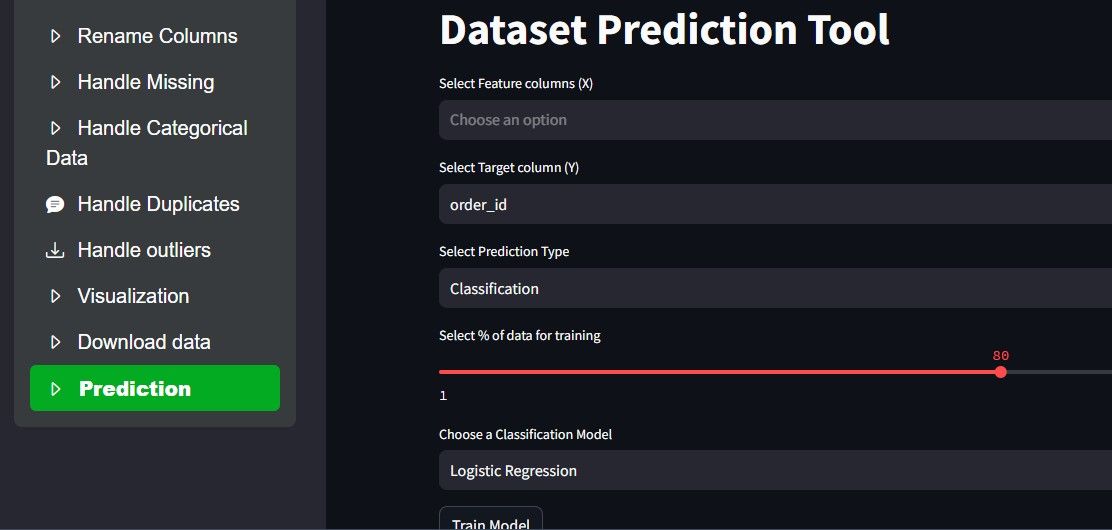 Rename Columns
Handle Missing
Handle Categorical
Data
Handle Duplicates
Handle outliers
Visualization
Download data
Prediction
Dataset Prediction Tool
Select Feature columns (X)
Choose an option
Select Target column (Y)
order_id
Select Prediction Type
Classification
Select % of data for training
80
1
Choose a Classification Model
Logistic Regression
Train Model